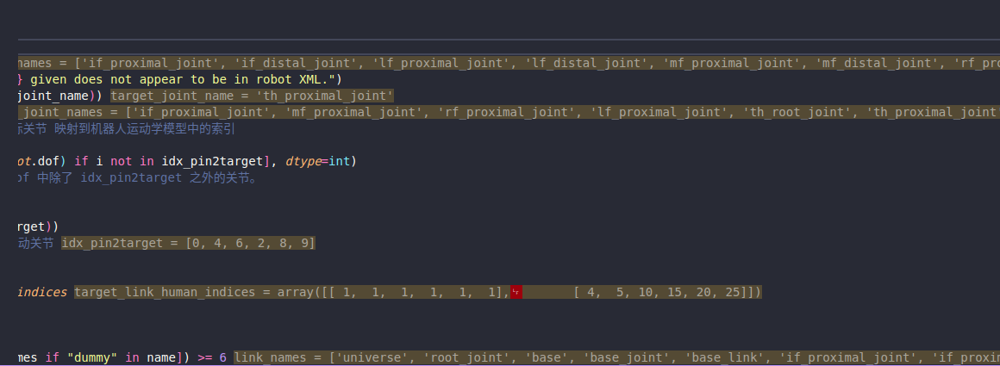 names = ['if_proximal_joint', 'if_distal_joint', 'lf_proximal_joint', 'lf_distal_joint', 'mf_proximal_joint', 'mf_distal_joint', 'rf_pro
} given does not appear to be in robot XML.")
joint_name)) target_joint_name = 'th_proximal_joint'
_joint_names = ['if_proximal_joint', 'mf_proximal_joint', 'rf_proximal_joint', 'lf_proximal_joint', 'th_root_joint', 'th_proximal_joint'
关节 映射到机器人运动学模型中的索引
ot.dof) if i not in idx_pin2target], dtype=int)
of 中除了 idx_pin2target 之外的关节。
rget))
动关节 idx_pin2target = [0, 4, 6, 2, 8, 9]
indices target_link_human_indices = array([[ 1,  1,  1,  1,  1,  1],       [ 4,  5, 10, 15, 20, 25]])
mes if "dummy" in name]) >= 6 link_names = ['universe', 'root_joint', 'base', 'base_joint', 'base_link', 'if_proximal_joint', 'if_proxim